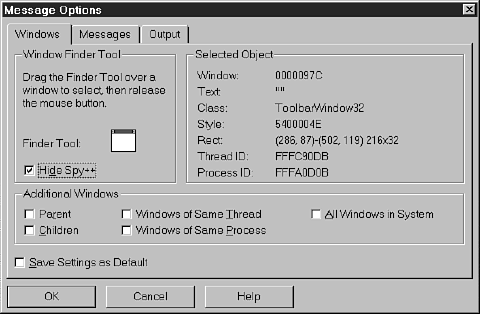 Message Options
Windows Messages Output
Window Finder Tool
Drag the Finder Tool over a
window to select, then release
the mouse button.
Finder Tool:
Hide Spy++
Selected Object
Window: 0000097C
Text: ""
Class: ToolbarWindow32
Style: 5400004E
Rect: (286, 87)-(502, 119) 216x32
Thread ID: FFFC90DB
Process ID: FFFA0D0B
Additional Windows
Parent Windows of Same Thread All Windows in System
Children Windows of Same Process
Save Settings as Default
OK Cancel Help